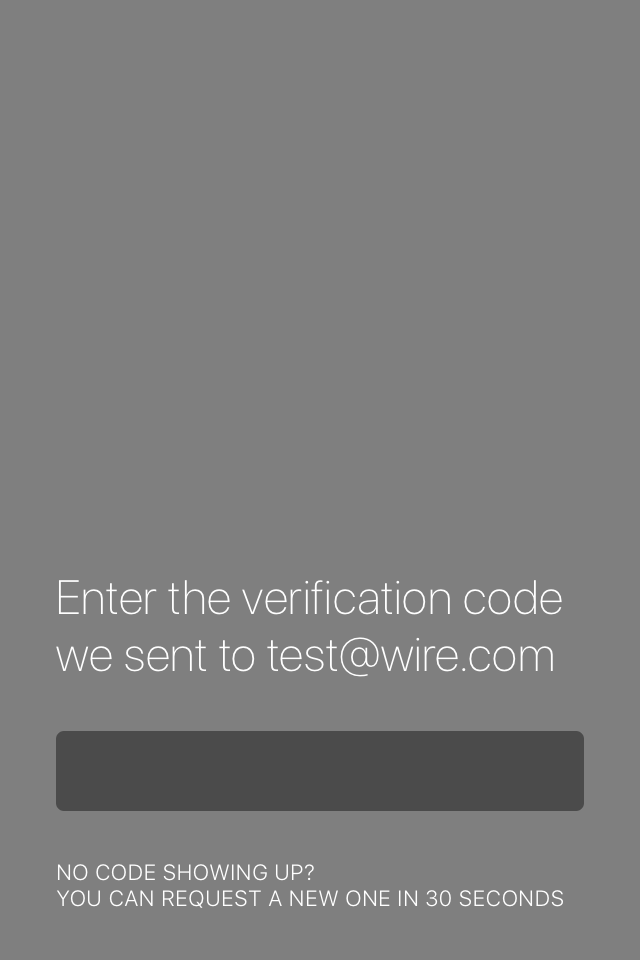 Enter the verification code
we sent to test@wire.com
NO CODE SHOWING UP?
YOU CAN REQUEST A NEW ONE IN 30 SECONDS